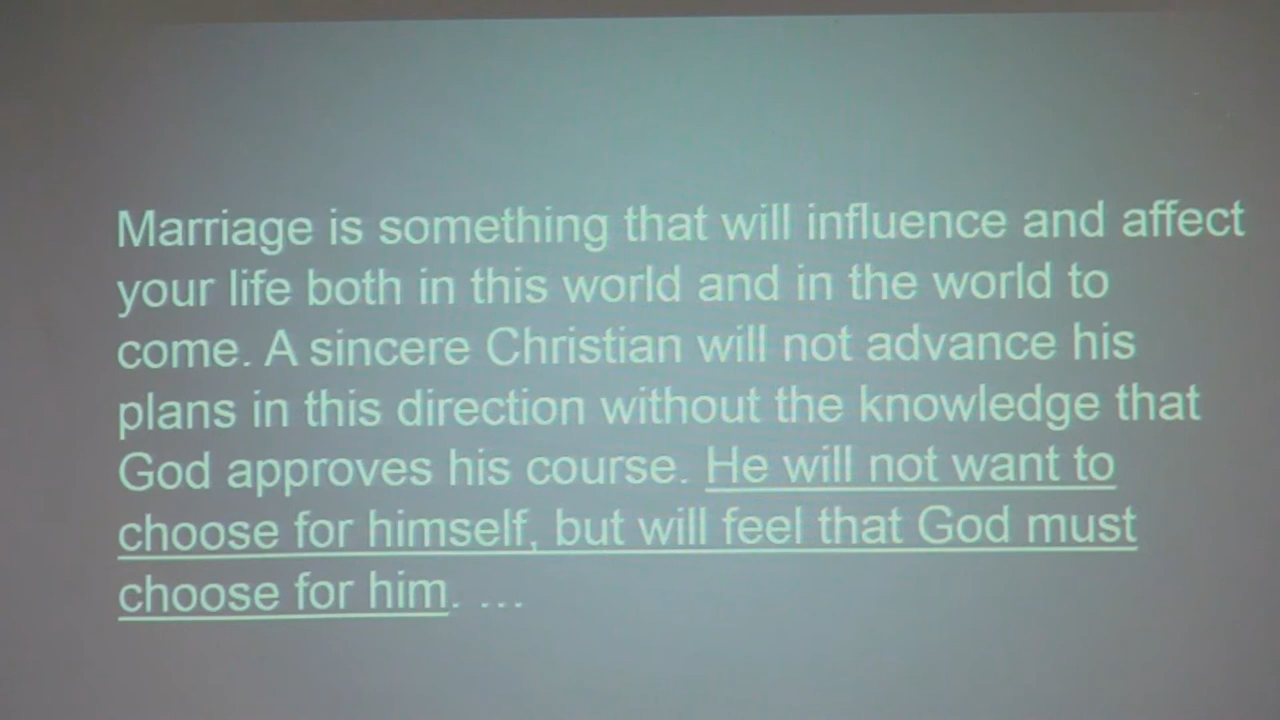 Marriage is something that will influence and affect
your life both in this world and in the world to
come. A sincere Christian will not advance his
plans in this direction without the knowledge that
God approves his course. He will not want to
choose for himself, but will feel that God must
choose for him. ...